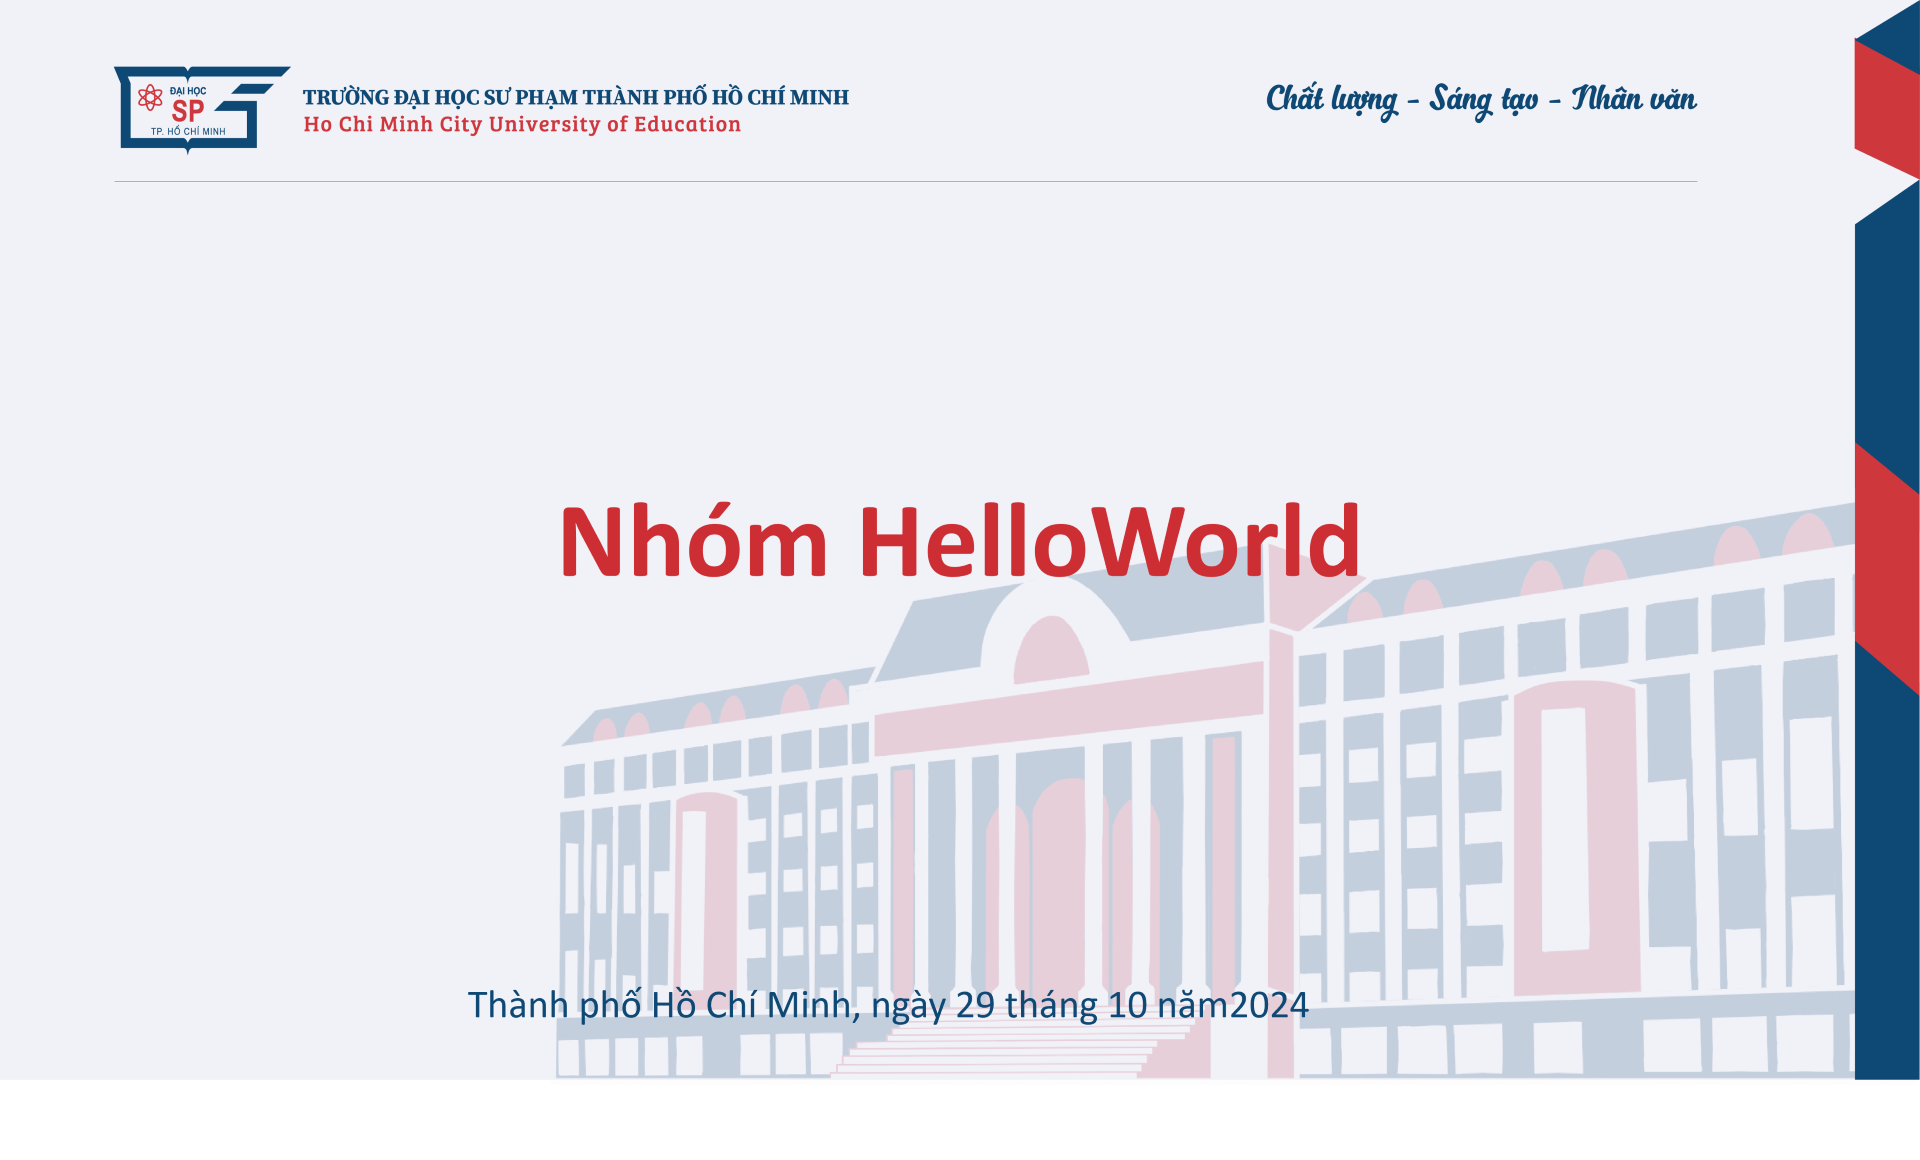 ĐẠI HỌC
SP
TP. HỒ CHÍ MINH
TRƯỜNG ĐẠI HỌC SƯ PHẠM THÀNH PHỐ HỒ CHÍ MINH
Ho Chi Minh City University of Education
Chất lượng - Sáng tạo - Nhân văn
Nhóm HelloWorld
Thành phố Hồ Chí Minh, ngày 29 tháng 10 năm2024